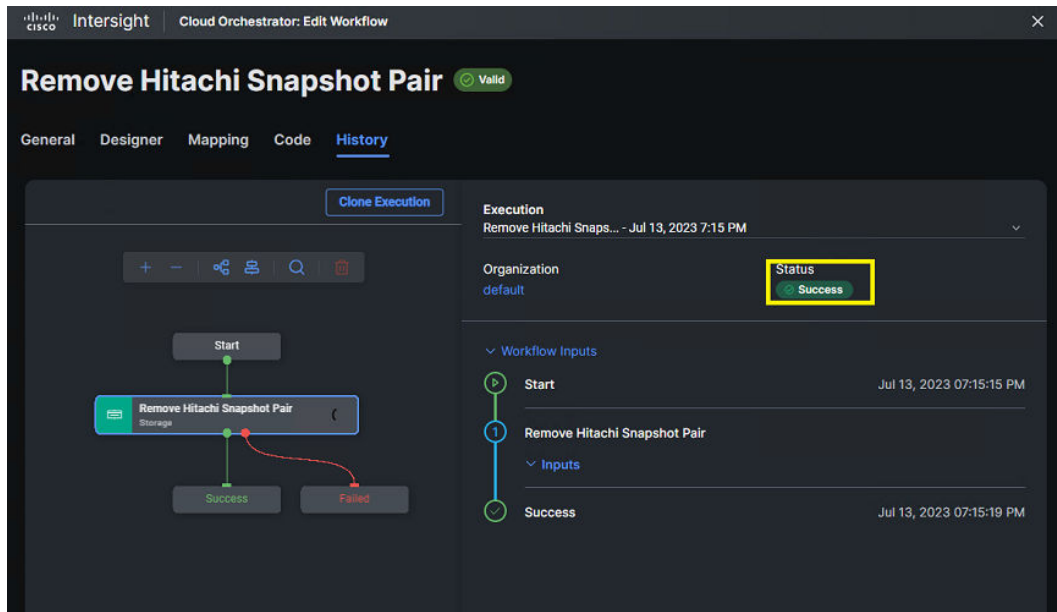 CISCO Intersight Cloud Orchestrator: Edit Workflow
Remove Hitachi Snapshot Pair Valid
General Designer Mapping Code History
Clone Execution
Start
Remove Hitachi Snapshot Pair
Storage
Success Failed
Execution
Remove Hitachi Snaps... - Jul 13, 2023 7:15 PM
Organization
default
Status
Success
Workflow Inputs
Start Jul 13, 2023 07:15:15 PM
1 Remove Hitachi Snapshot Pair
Inputs
Success Jul 13, 2023 07:15:19 PM